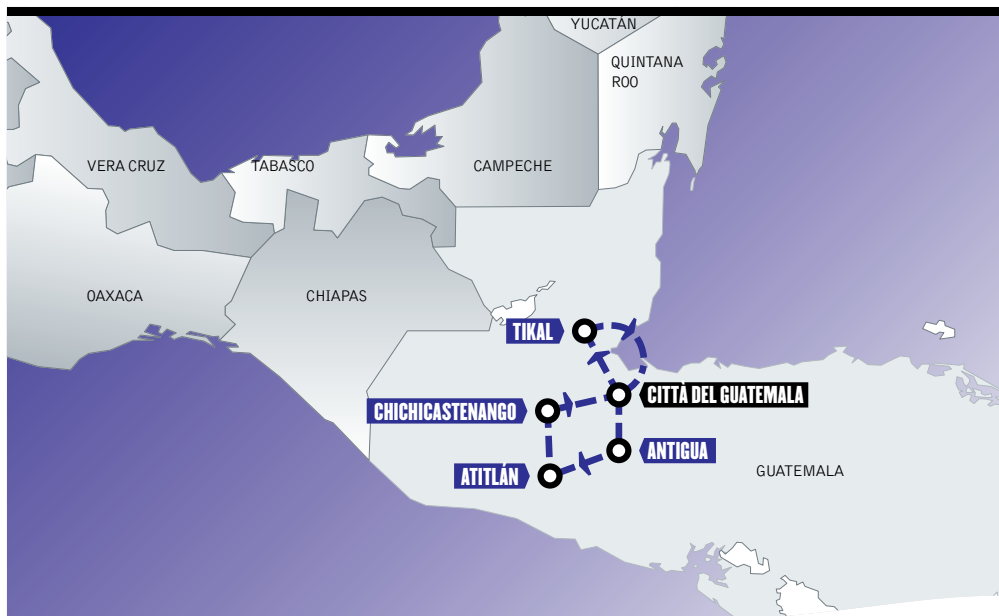 YUCATÁN
QUINTANA
ROO
VERA CRUZ
TABASCO
CAMPECHE
OAXACA
CHIAPAS
TIKAL
CITTÀ DEL GUATEMALA
CHICHICASTENANGO
ANTIGUA
ATITLÁN
GUATEMALA